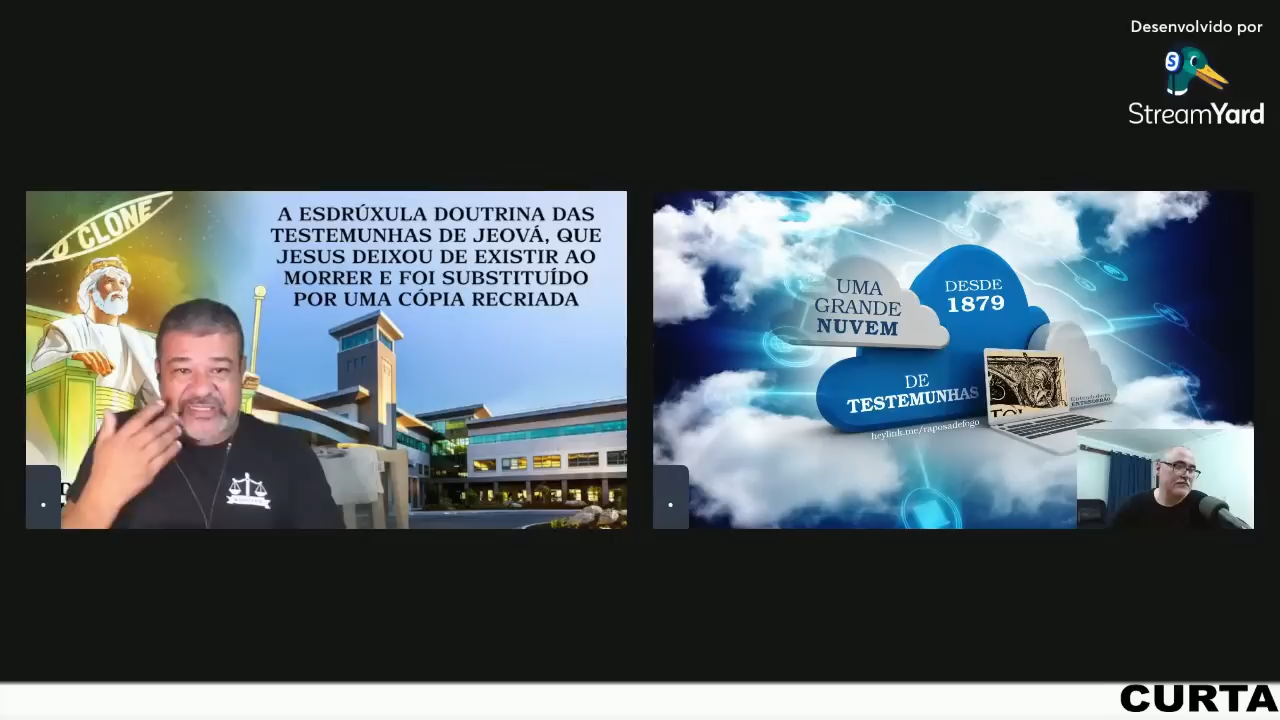 Desenvolvido por
S
StreamYard
O CLONE
A ESDRÚXULA DOUTRINA DAS
TESTEMUNHAS DE JEOVÁ, QUE
JESUS DEIXOU DE EXISTIR AO
MORRER E FOI SUBSTITUÍDO
POR UMA CÓPIA RECRIADA
UMA
GRANDE
NUVEM
DESDE
1879
DE
TESTEMUNHAS
heylink.me/raposadefogo
CURTA